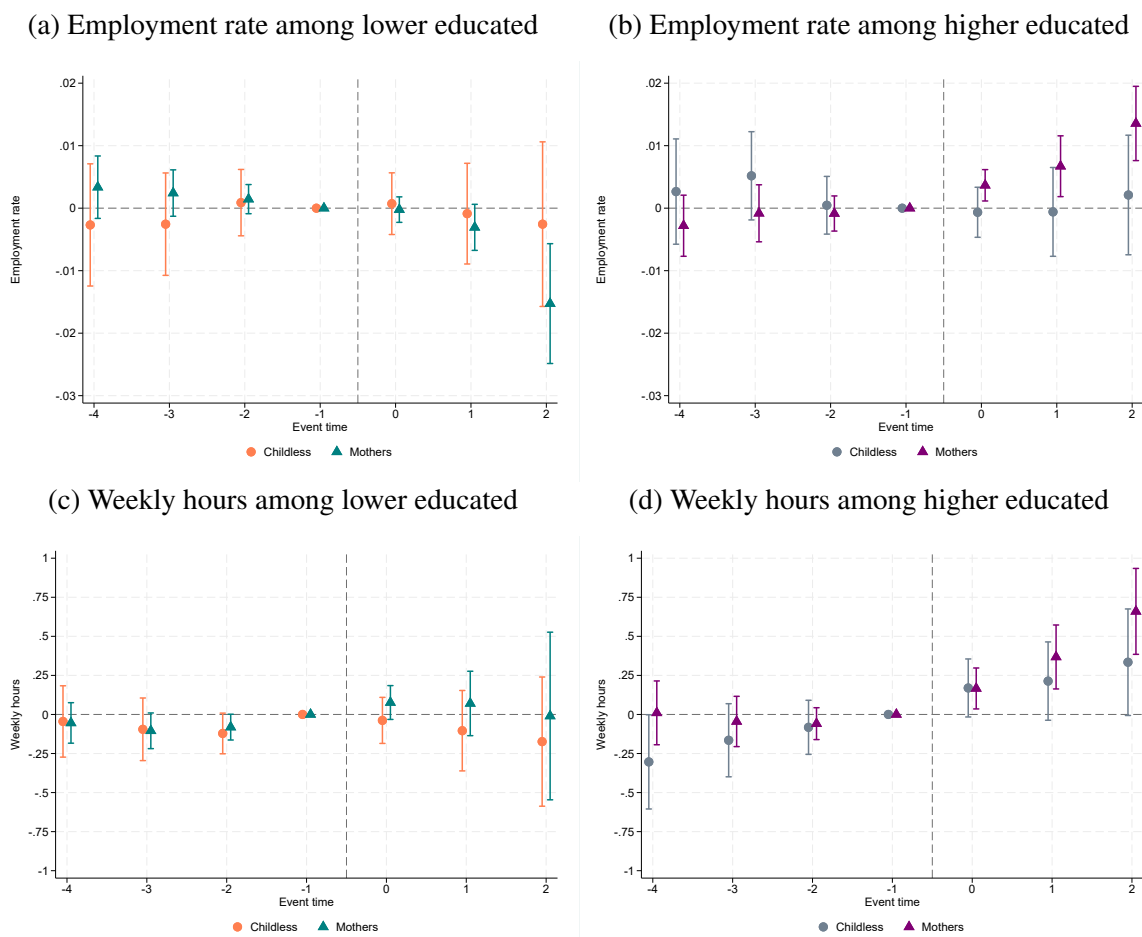 (a) Employment rate among lower educated
(b) Employment rate among higher educated
.02
.01
0
-.01
-.02
-.03
Employment rate
-4 -3 -2 -1 0 1 2
Event time
Childless Mothers
.02
.01
0
-.01
-.02
-.03
Employment rate
-4 -3 -2 -1 0 1 2
Event time
Childless Mothers
(c) Weekly hours among lower educated
(d) Weekly hours among higher educated
1
.75
.5
.25
0
-.25
-.5
-.75
-1
Weekly hours
-4 -3 -2 -1 0 1 2
Event time
Childless Mothers
1
.75
.5
.25
0
-.25
-.5
-.75
-1
Weekly hours
-4 -3 -2 -1 0 1 2
Event time
Childless Mothers